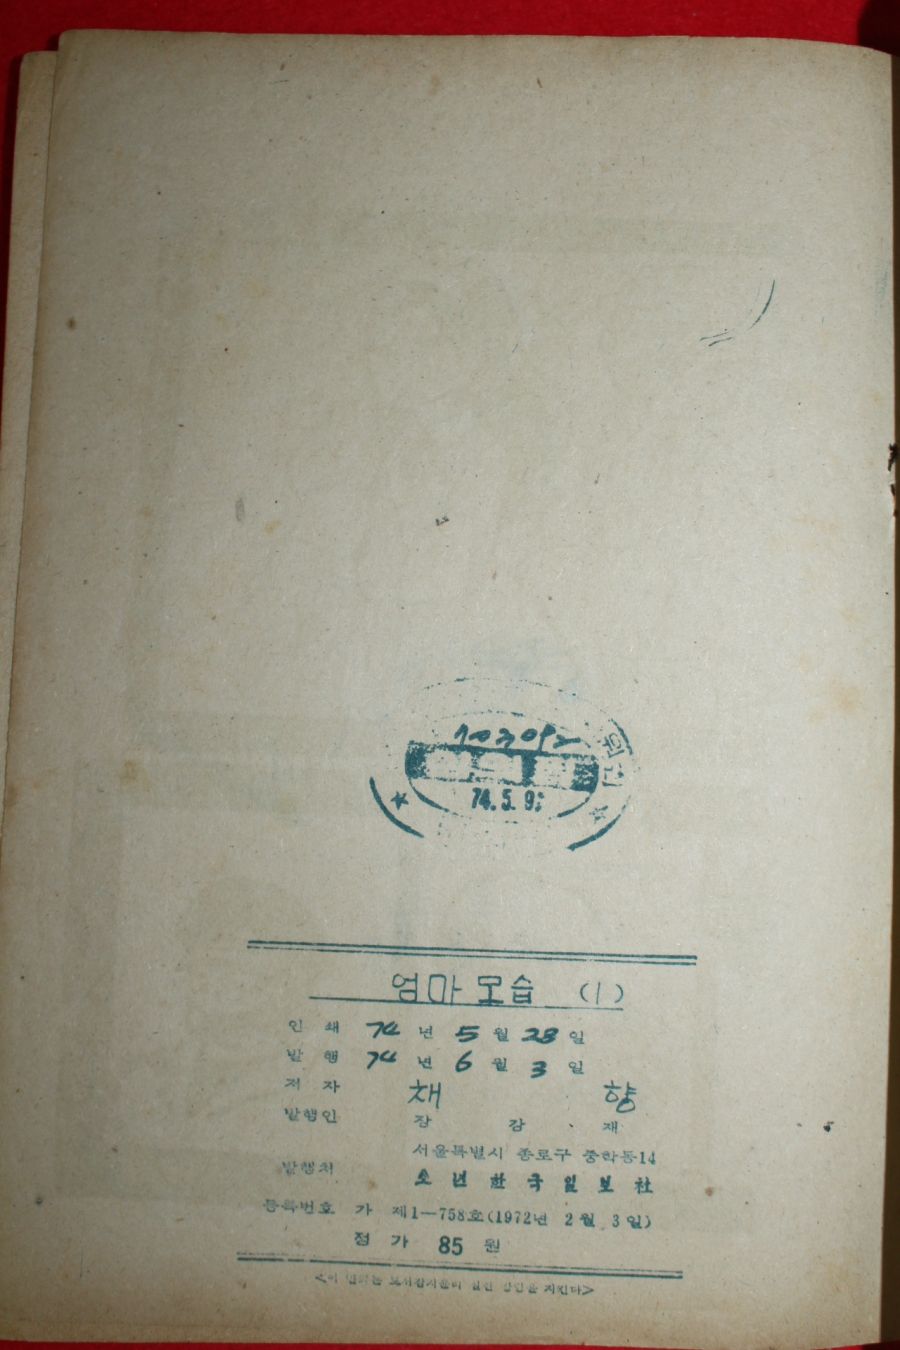 703092
74.5.9
엄마 모습 (1)
인 쇄 74 년 5 월 28 일
발 행 74 년 6 월 3 일
저 자 채 향
발행인 장 감 재
서울특별시 종로구 중학동14
발행처 소년한국일보社
등록번호 가 제1—758호(1972년 2월 3일)
정 가 85 원